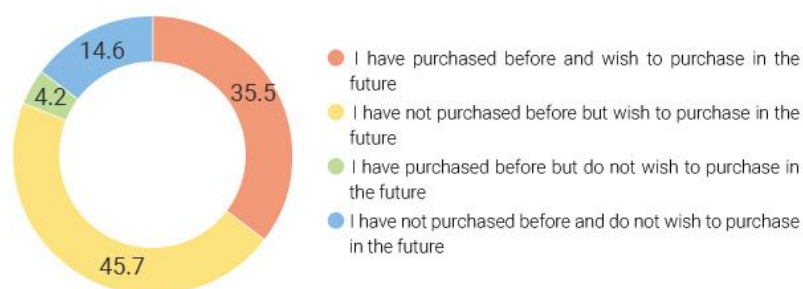 14.6
35.5
4.2
45.7
I have purchased before and wish to purchase in the
future
I have not purchased before but wish to purchase in the
future
I have purchased before but do not wish to purchase in
the future
I have not purchased before and do not wish to purchase
in the future